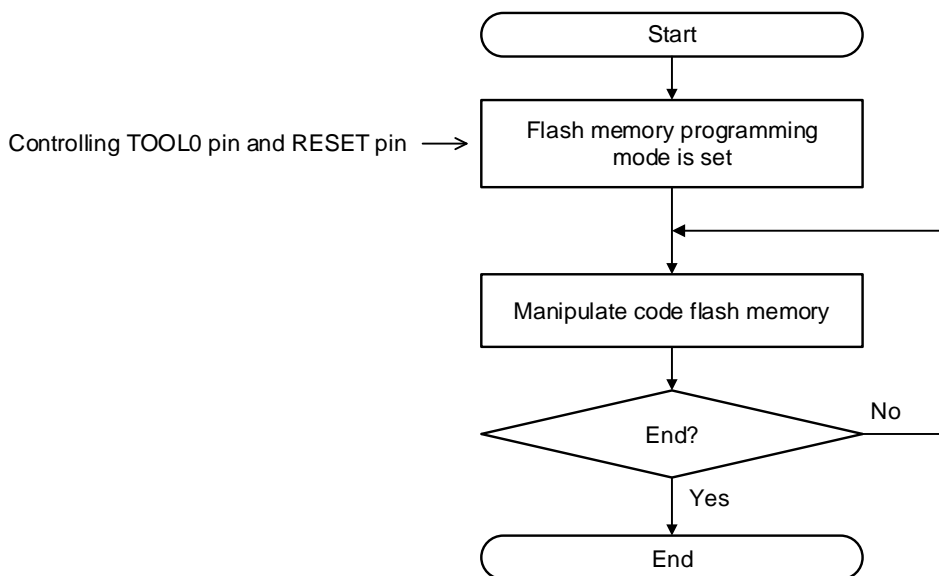 Start
Controlling TOOL0 pin and RESET pin
Flash memory programming
mode is set
Manipulate code flash memory
No
End?
Yes
End